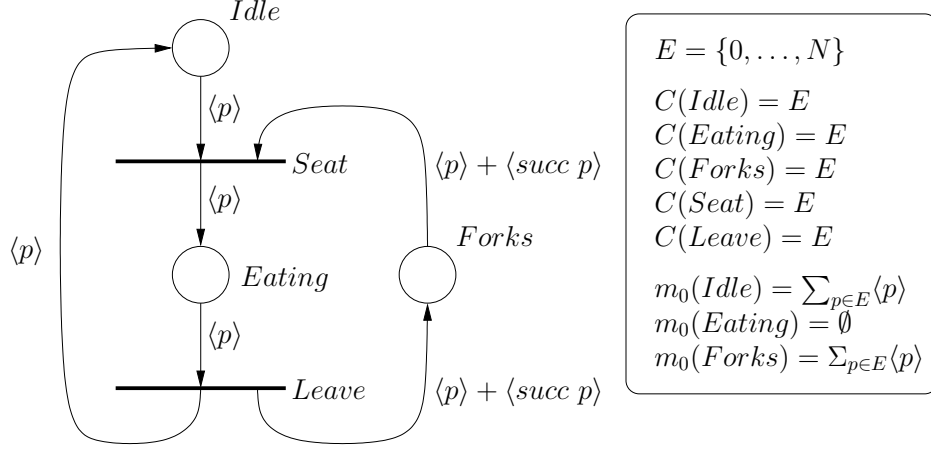 Idle
⟨p⟩
Seat
⟨p⟩ + ⟨succ p⟩
⟨p⟩
⟨p⟩
Eating
Forks
⟨p⟩
Leave
⟨p⟩ + ⟨succ p⟩
E = {0, . . . , N}
C(Idle) = E
C(Eating) = E
C(Forks) = E
C(Seat) = E
C(Leave) = E
m₀(Idle) = ∑ₚ∈E⟨p⟩
m₀(Eating) = ∅
m₀(Forks) = Σₚ∈E⟨p⟩